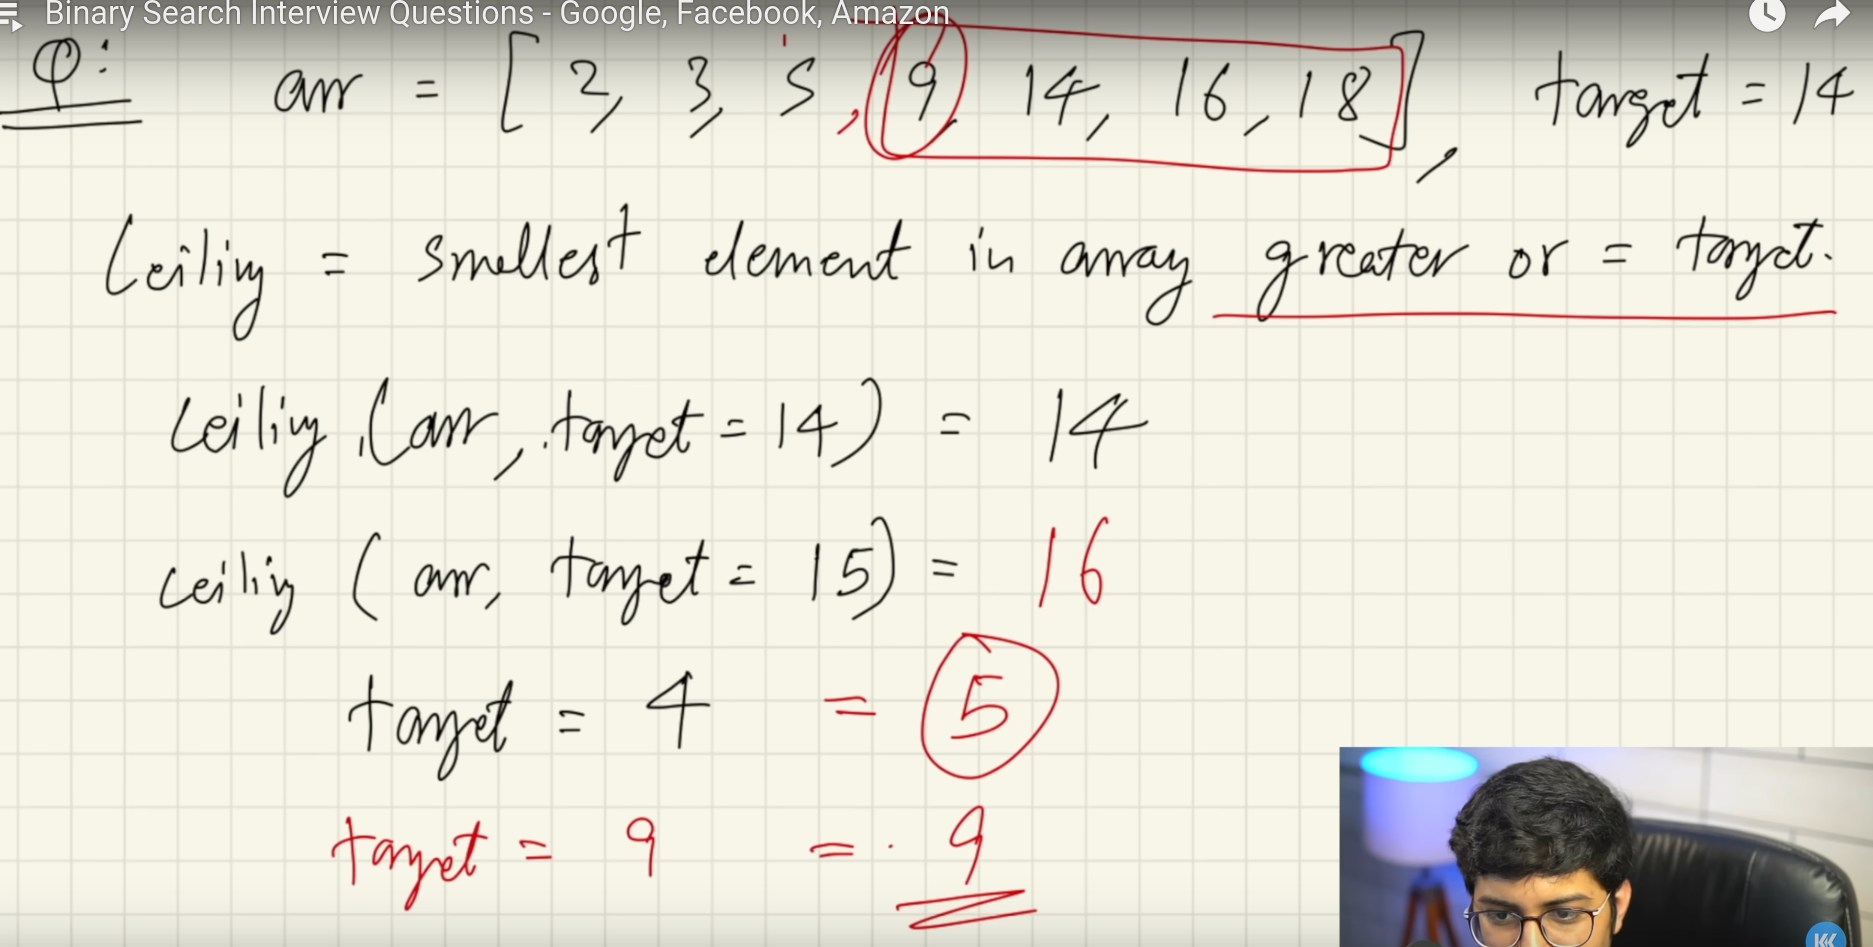 Binary Search Interview Questions - Google, Facebook, Amazon
Q: arr = [2, 3, 5, 9, 14, 16, 18], target = 14
Ceiling = smallest element in array greater or = target.
Ceiling (arr, target = 14) = 14
Ceiling (arr, target = 15) = 16
target = 4 = 5
target = 9 = 9
KK